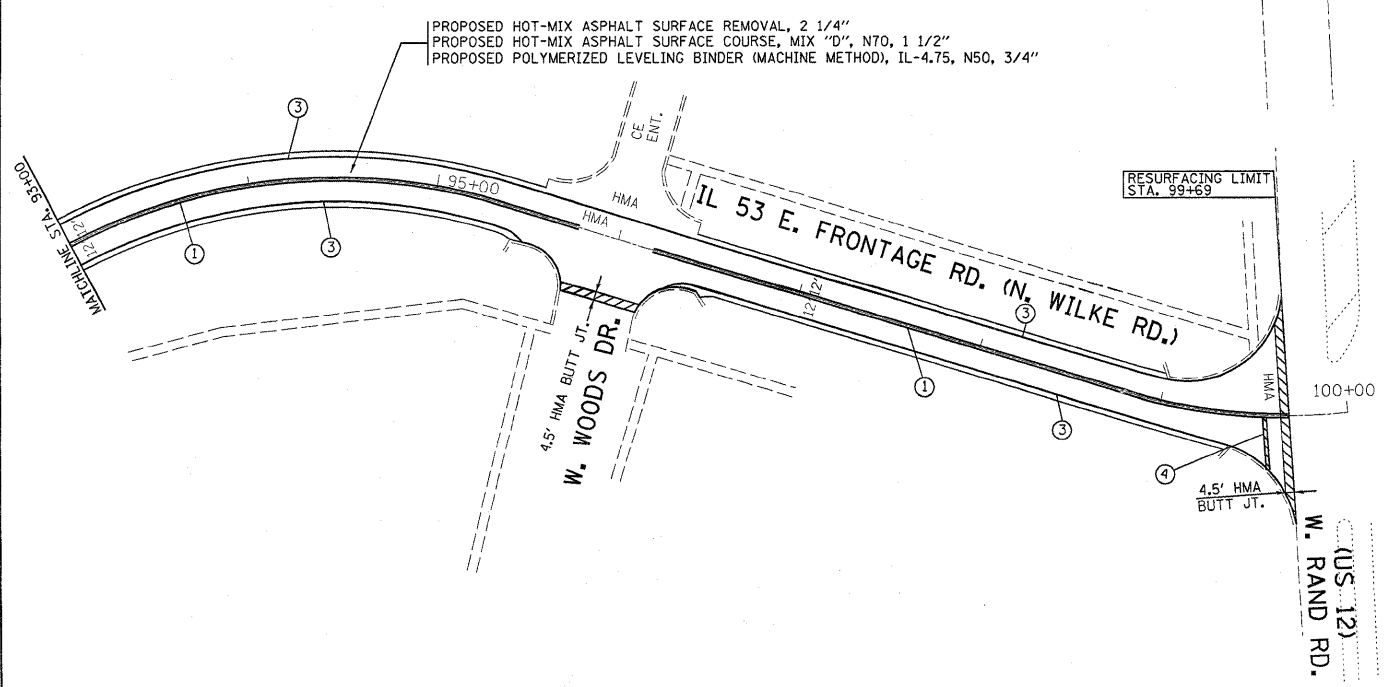 PROPOSED HOT-MIX ASPHALT SURFACE REMOVAL, 2 1/4"
PROPOSED HOT-MIX ASPHALT SURFACE COURSE, MIX "D", N70, 1 1/2"
PROPOSED POLYMERIZED LEVELING BINDER (MACHINE METHOD), IL-4.75, N50, 3/4"
3
CE
ENT.
MATCHLINE STA. 93+00
12'
12'
1
3
95+00
HMA
HMA
RESURFACING LIMIT
STA. 99+69
IL 53 E. FRONTAGE RD. (N. WILKE RD.)
3
12'
12'
1
3
4.5' HMA BUTT JT.
W. WOODS DR.
HMA
100+00
4
4.5' HMA
BUTT JT.
(US 12)
W. RAND RD.